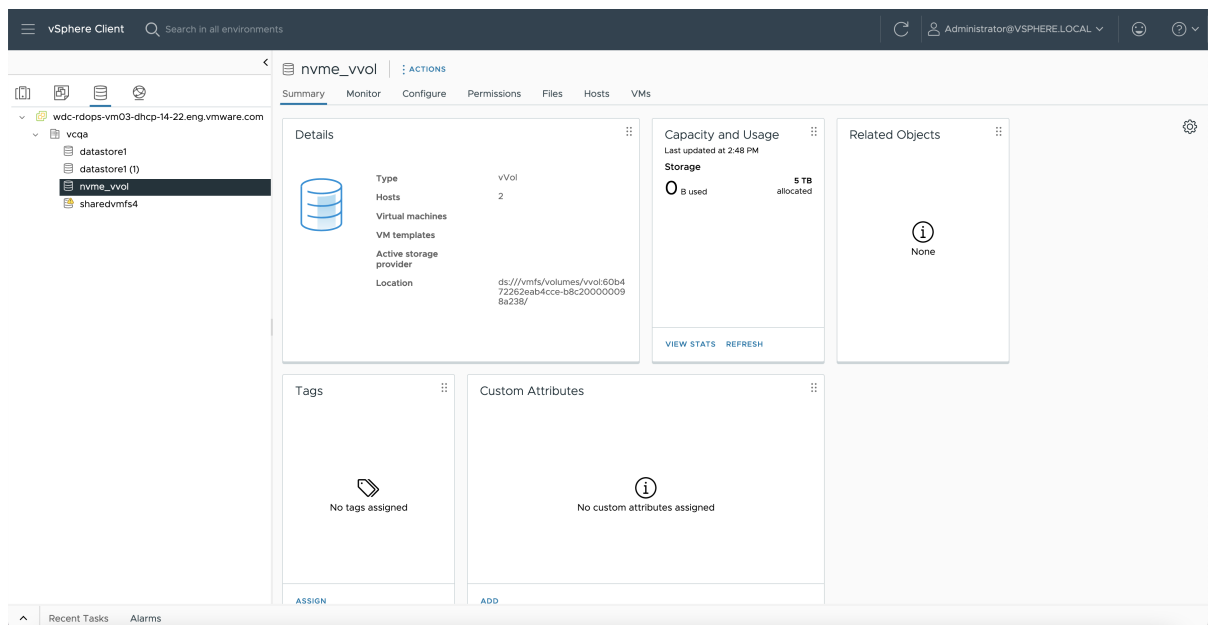 vSphere Client
Search in all environments
Administrator@VSPHERE.LOCAL
nvme_vvol
ACTIONS
Summary Monitor Configure Permissions Files Hosts VMs
wdc-rdops-vm03-dhcp-14-22.eng.vmware.com
vcqa
datastore1
datastore1 (1)
nvme_vvol
sharedvmfs4
Details
Type vVol
Hosts 2
Virtual machines
VM templates
Active storage
provider
Location ds:///vmfs/volumes/vvol:60b4
72262eab4cce-b8c20000009
8a238/
Capacity and Usage
Last updated at 2:48 PM
Storage
0 B used 5 TB
allocated
VIEW STATS REFRESH
Related Objects
None
Tags
No tags assigned
ASSIGN
Custom Attributes
No custom attributes assigned
ADD
Recent Tasks Alarms